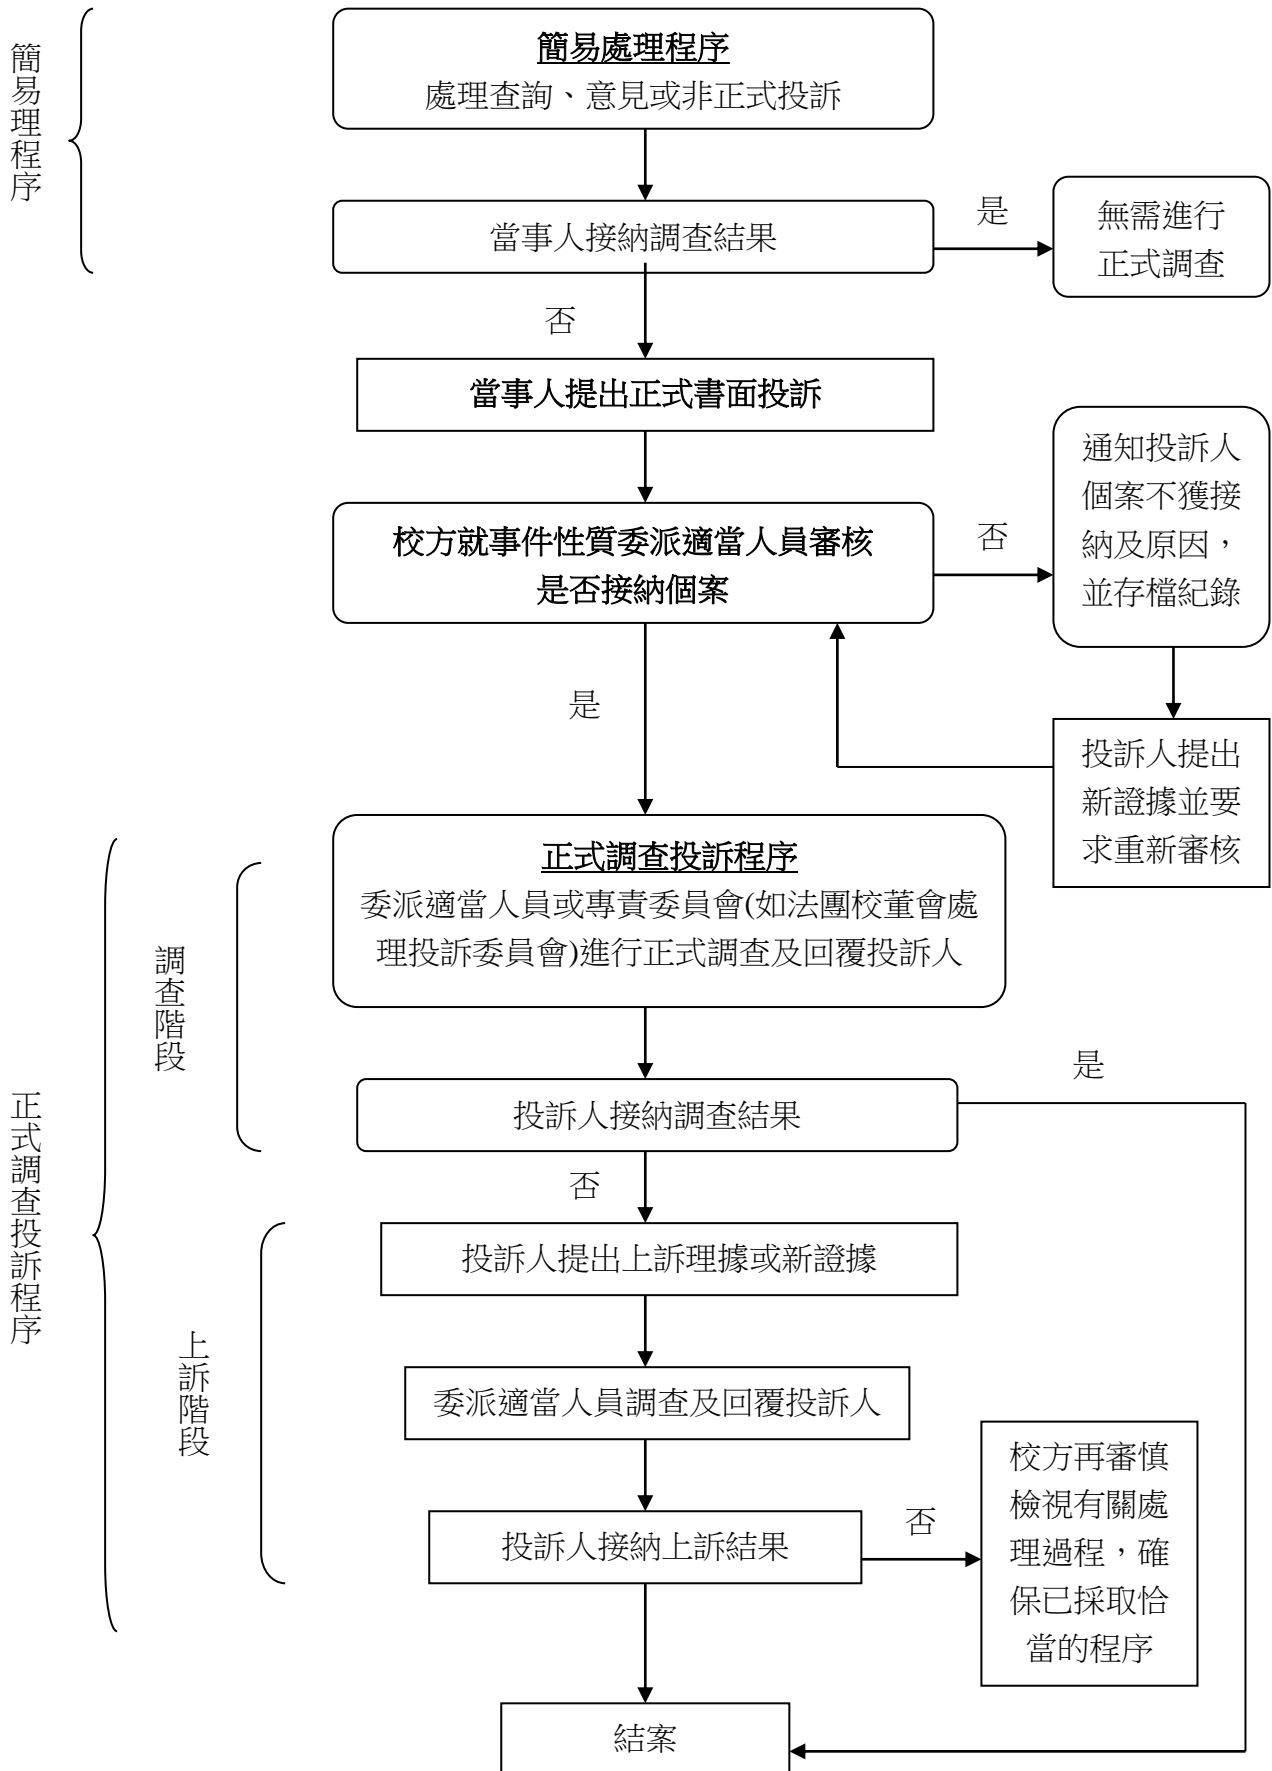 簡易理程序
簡易處理程序
處理查詢、意見或非正式投訴
當事人接納調查結果
是
無需進行
正式調查
否
當事人提出正式書面投訴
校方就事件性質委派適當人員審核
是否接納個案
否
通知投訴人
個案不獲接
納及原因，
並存檔紀錄
是
投訴人提出
新證據並要
求重新審核
正式調查投訴程序
調查階段
正式調查投訴程序
委派適當人員或專責委員會(如法團校董會處
理投訴委員會)進行正式調查及回覆投訴人
投訴人接納調查結果
是
否
上訴階段
投訴人提出上訴理據或新證據
委派適當人員調查及回覆投訴人
投訴人接納上訴結果
否
校方再審慎
檢視有關處
理過程，確
保已採取恰
當的程序
結案